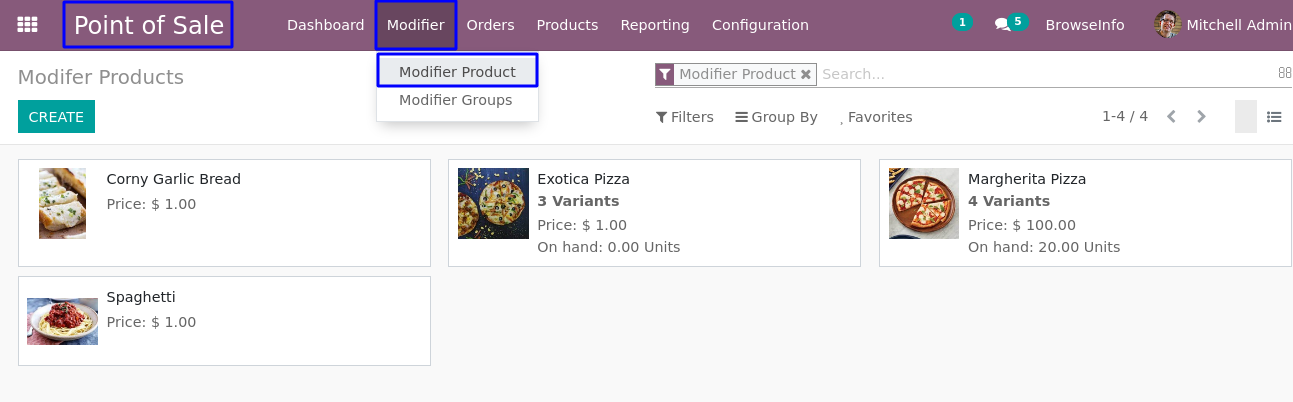 Point of Sale Dashboard Modifier Orders Products Reporting Configuration 1 5 BrowseInfo Mitchell Admin
Modifer Products
Modifier Product
Modifier Groups
Modifier Product Search...
CREATE
Filters Group By Favorites 1-4 / 4
Corny Garlic Bread
Price: $ 1.00
Exotica Pizza
3 Variants
Price: $ 1.00
On hand: 0.00 Units
Margherita Pizza
4 Variants
Price: $ 100.00
On hand: 20.00 Units
Spaghetti
Price: $ 1.00